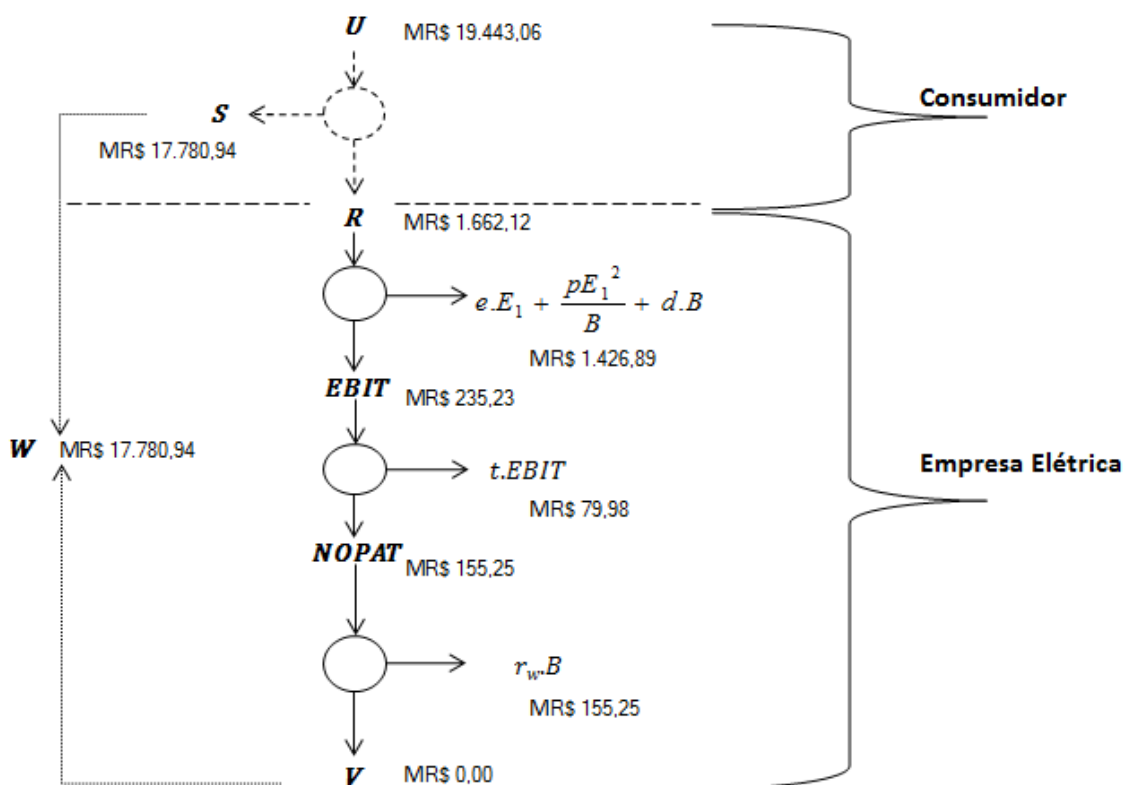 U MR$ 19.443,06
Consumidor
S
MR$ 17.780,94
R MR$ 1.662,12
e.E₁ + pE₁²/B + d.B
MR$ 1.426,89
EBIT MR$ 235,23
W MR$ 17.780,94
t.EBIT
Empresa Elétrica
MR$ 79,98
NOPAT MR$ 155,25
r_w.B
MR$ 155,25
V MR$ 0,00